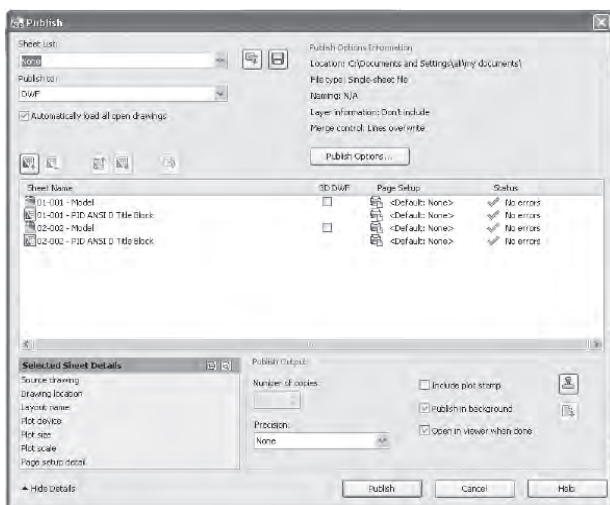 Publish
Sheet List:
None
Publish to:
DWF
Automatically load all open drawings
Publish Options Information
Location: C:\Documents and Settings\all\my documents\
File type: Single-sheet file
Naming: N/A
Layer information: Don't include
Merge control: Lines overwrite
Publish Options...
Sheet Name 3D DWF Page Setup Status
01-001 - Model <Default: None> No errors
01-001 - PID ANSI D Title Block <Default: None> No errors
02-002 - Model <Default: None> No errors
02-002 - PID ANSI D Title Block <Default: None> No errors
Selected Sheet Details
Source drawing
Drawing location
Layout name
Plot device
Plot size
Plot scale
Page setup detail
Publish Output
Number of copies:
Precision:
None
Include plot stamp
Publish in background
Open in viewer when done
Hide Details
Publish
Cancel
Help